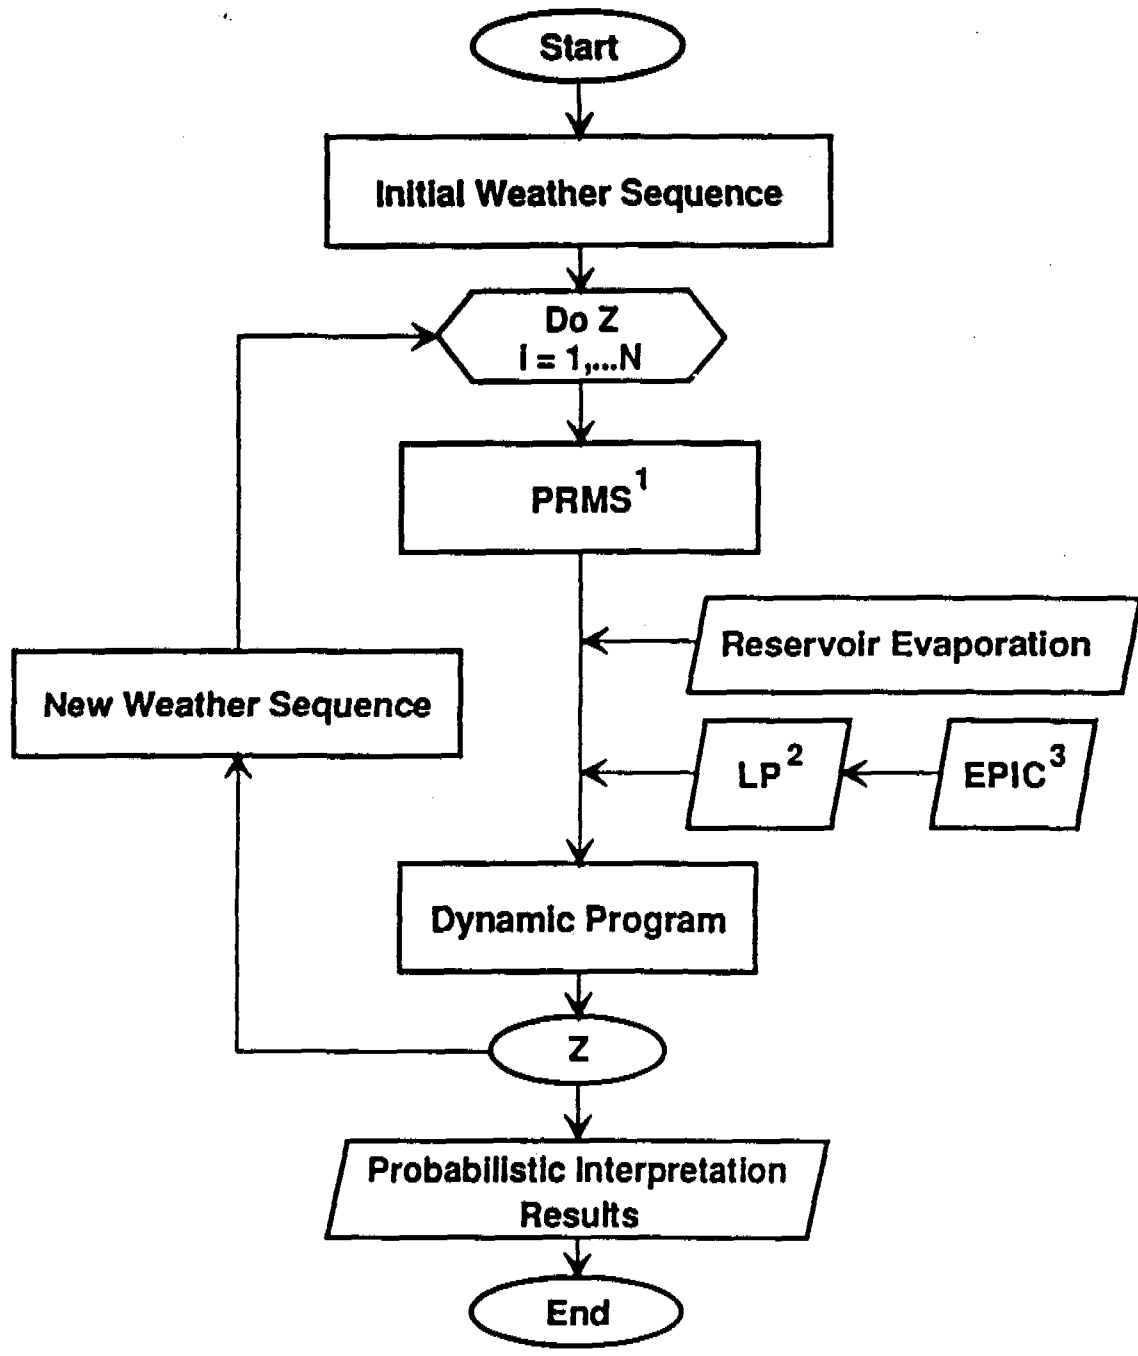 Start
Initial Weather Sequence
Do Z
i = 1,...N
PRMS¹
Reservoir Evaporation
New Weather Sequence
LP²
EPIC³
Dynamic Program
Z
Probabilistic Interpretation
Results
End